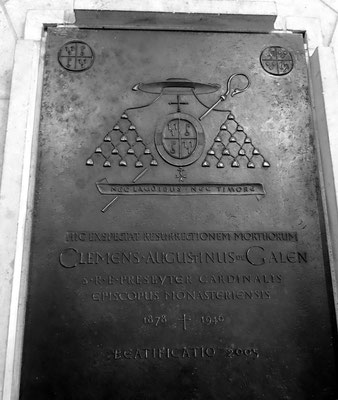 NEC LAUDIBUS NEC TIMORE
HIC EXSPECTAT RESURRECTIONEM MORTUORUM
CLEMENS AUGUSTINUS DE GALEN
S·R·E·PRESBYTER CARDINALIS
EPISCOPUS MONASTERIENSIS
1878 † 1946
BEATIFICATIO 2005